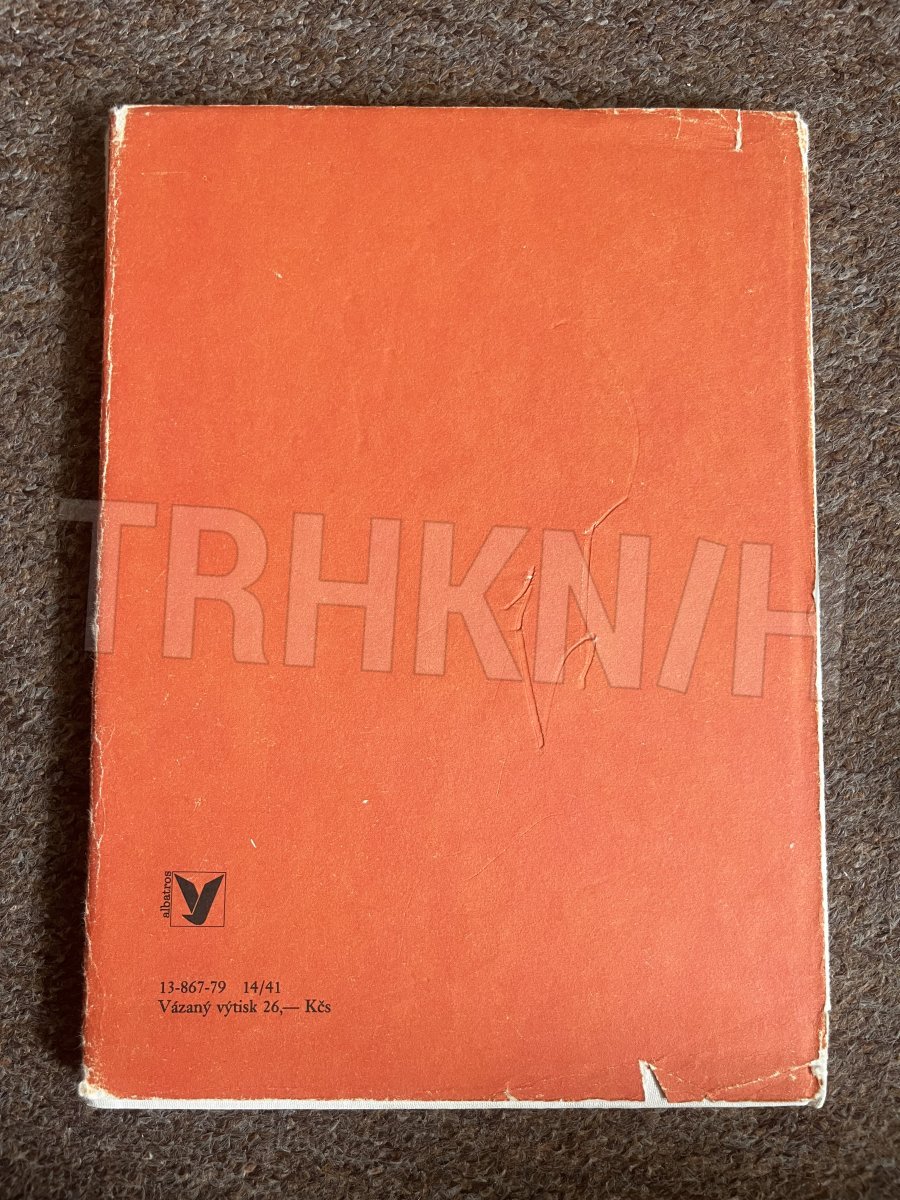 TRHKNIH
albatros
13-867-79 14/41
Vázaný výtisk 26,— Kčs